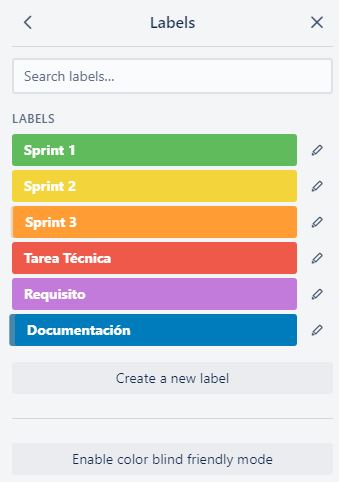 Labels
Search labels...
LABELS
Sprint 1
Sprint 2
Sprint 3
Tarea Técnica
Requisito
Documentación
Create a new label
Enable color blind friendly mode